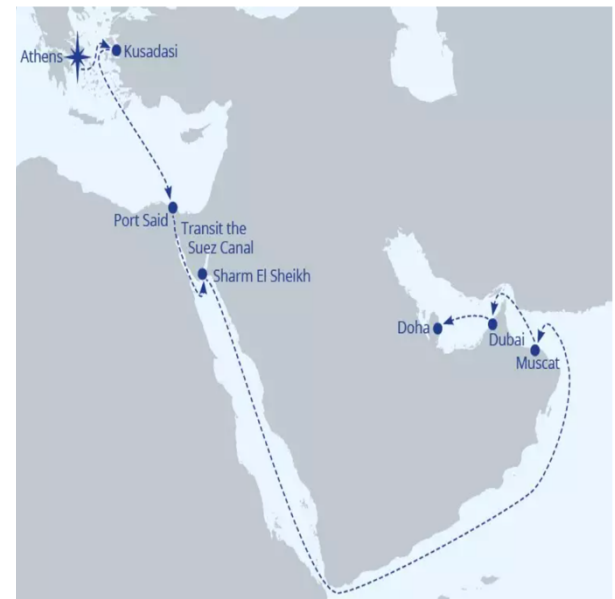 Athens
Kusadasi
Port Said
Transit the
Suez Canal
Sharm El Sheikh
Doha
Dubai
Muscat